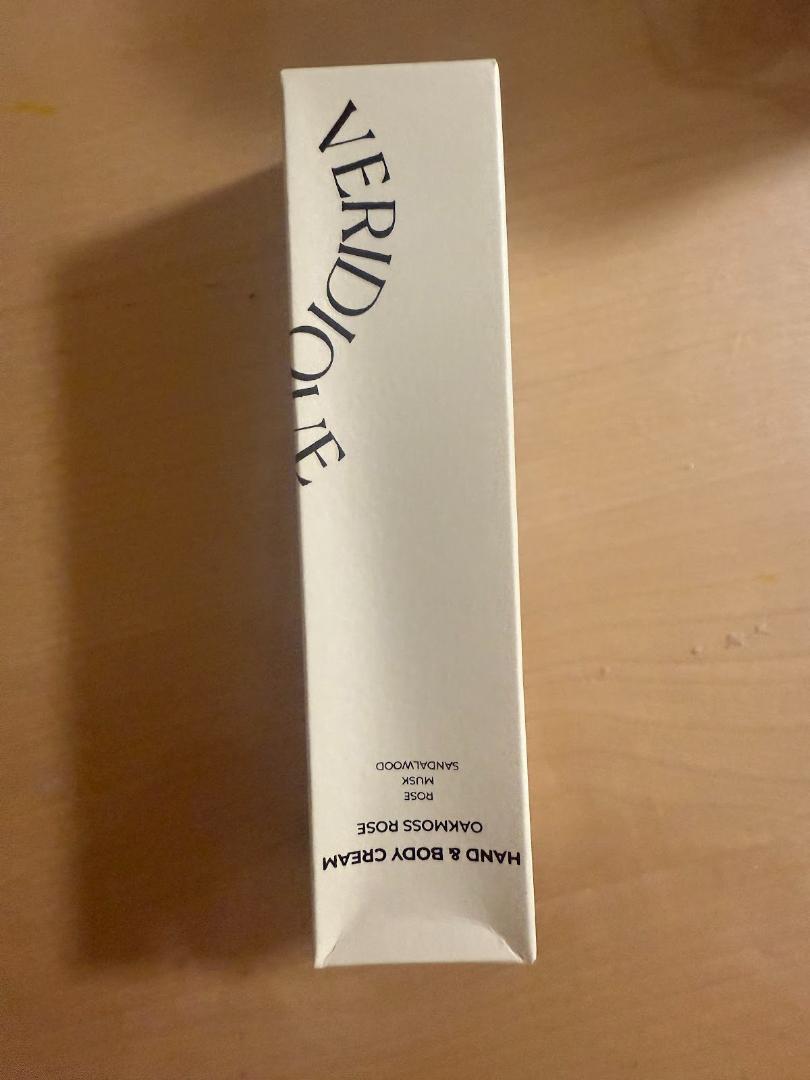 HAND & BODY CREAM
OAKMOSS ROSE
ROSE
MUSK
SANDALWOOD
VERIDIQUE